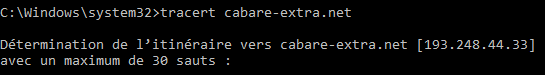 C:\Windows\system32>tracert cabare-extra.net
Détermination de l’itinéraire vers cabare-extra.net [193.248.44.33]
avec un maximum de 30 sauts :